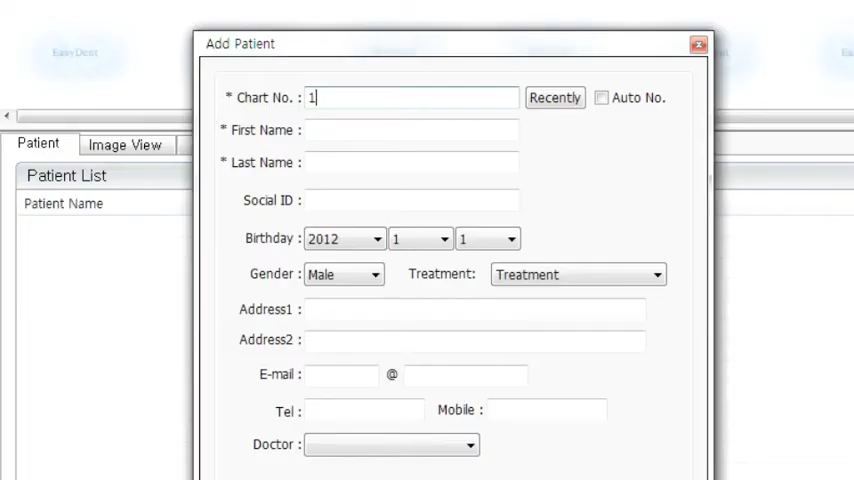 EasyDent
Add Patient
* Chart No. : 1
Recently
Auto No.
* First Name :
* Last Name :
Social ID :
Birthday : 2012 1 1
Gender : Male Treatment: Treatment
Address1 :
Address2 :
E-mail : @
Tel : Mobile :
Doctor :
Patient
Image View
Patient List
Patient Name